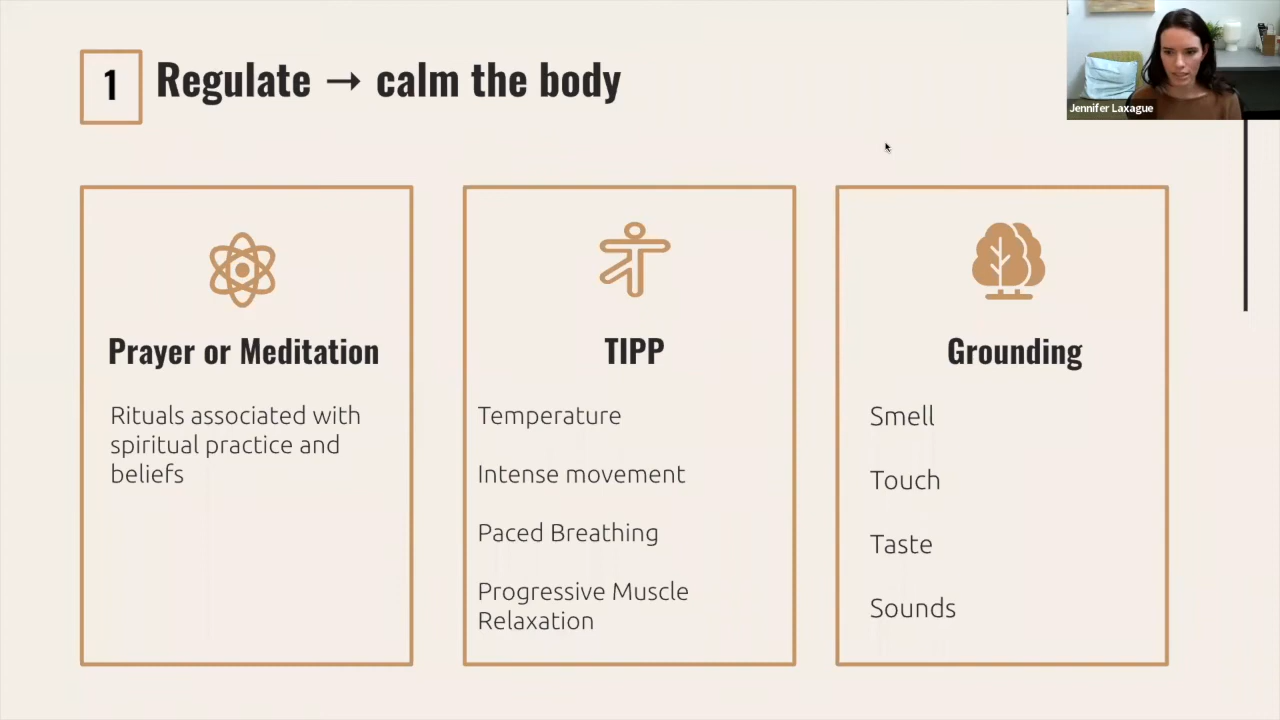 1 Regulate → calm the body
Jennifer Laxague
Prayer or Meditation
Rituals associated with
spiritual practice and
beliefs
TIPP
Temperature
Intense movement
Paced Breathing
Progressive Muscle
Relaxation
Grounding
Smell
Touch
Taste
Sounds